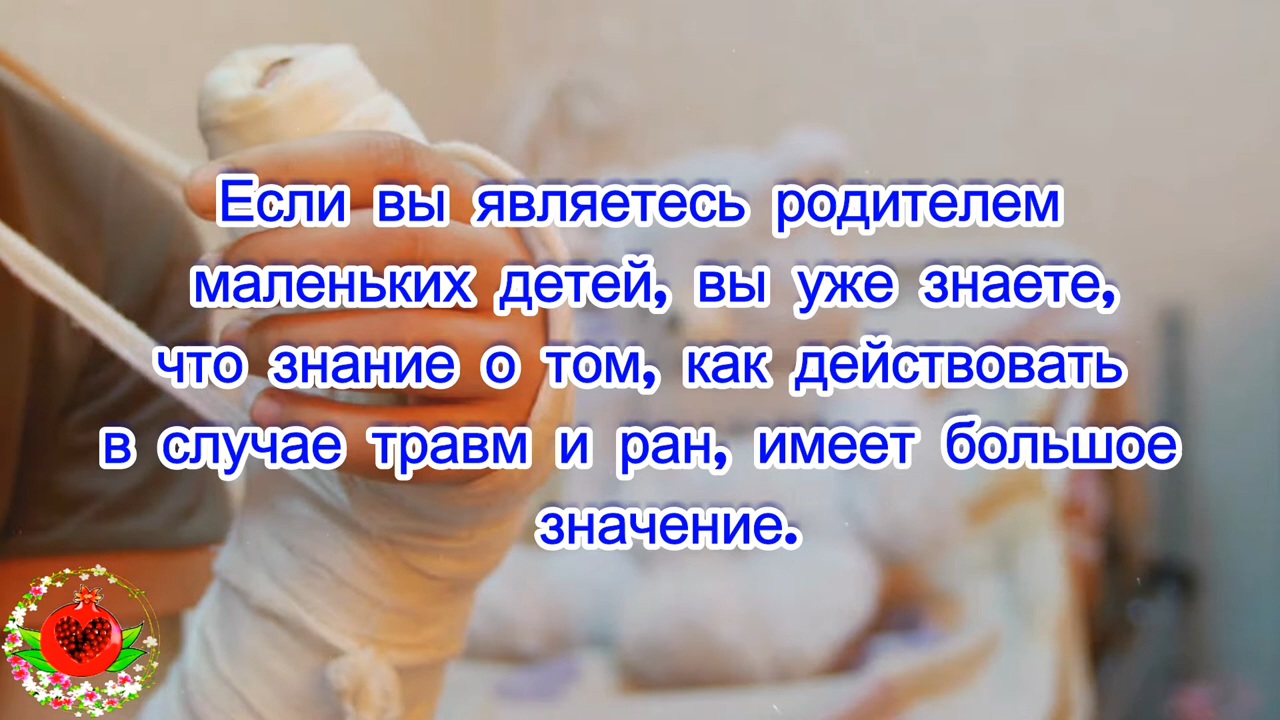 Если вы являетесь родителем
маленьких детей, вы уже знаете,
что знание о том, как действовать
в случае травм и ран, имеет большое
значение.